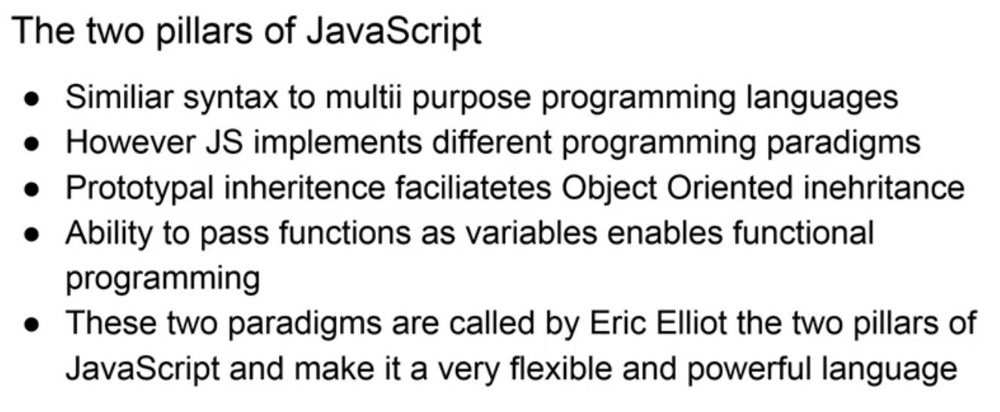 The two pillars of JavaScript
● Similiar syntax to multii purpose programming languages
● However JS implements different programming paradigms
● Prototypal inheritence faciliatetes Object Oriented inehritance
● Ability to pass functions as variables enables functional
programming
● These two paradigms are called by Eric Elliot the two pillars of
JavaScript and make it a very flexible and powerful language